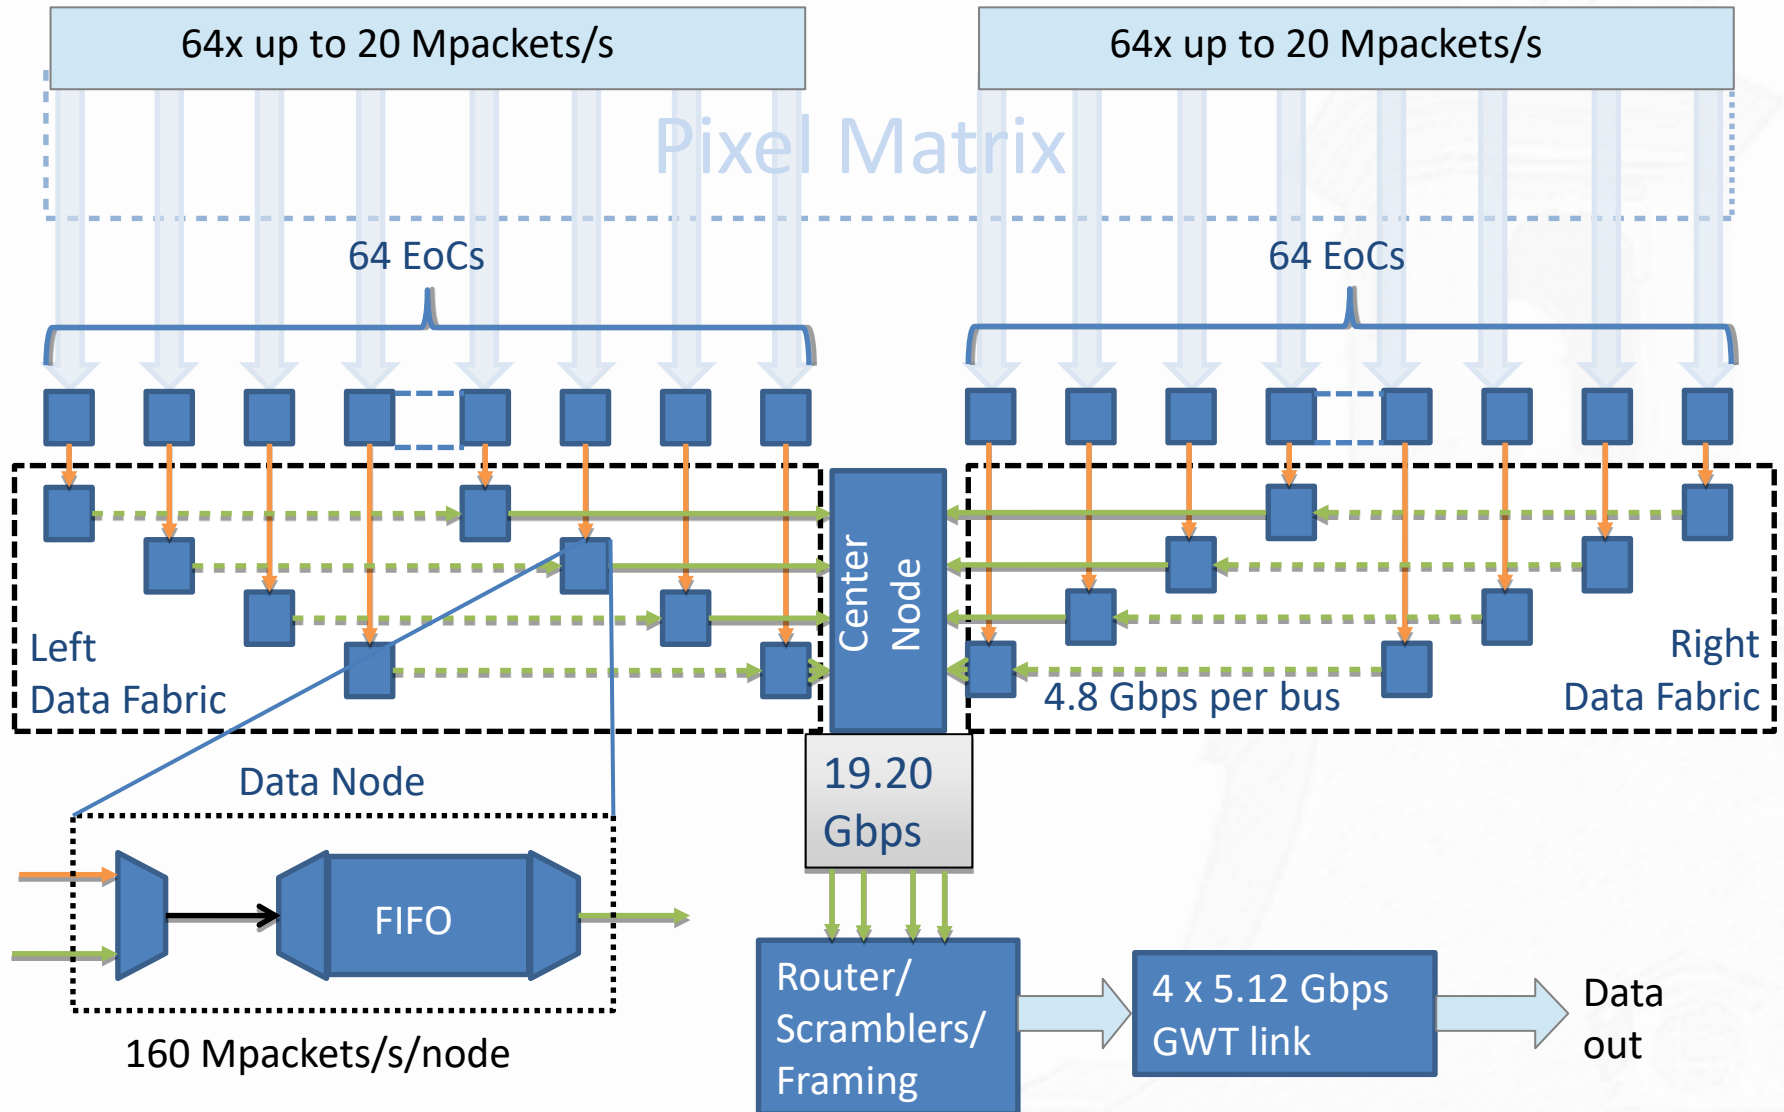 64x up to 20 Mpackets/s
64x up to 20 Mpackets/s
Pixel Matrix
64 EoCs
64 EoCs
Center
Node
Left
Data Fabric
4.8 Gbps per bus
Right
Data Fabric
19.20
Gbps
Data Node
FIFO
160 Mpackets/s/node
Router/
Scramblers/
Framing
4 x 5.12 Gbps
GWT link
Data
out